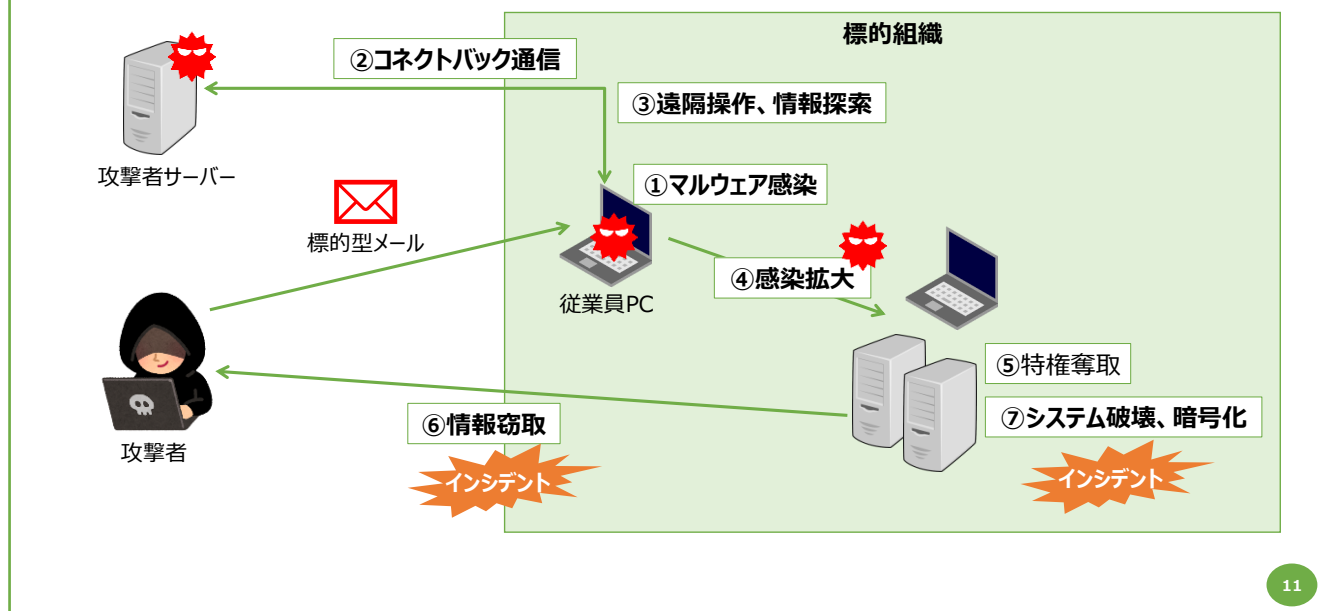 標的組織
②コネクトバック通信
③遠隔操作、情報探索
攻撃者サーバー
①マルウェア感染
標的型メール
④感染拡大
従業員PC
⑤特権奪取
⑥情報窃取
⑦システム破壊、暗号化
攻撃者
インシデント
インシデント
11